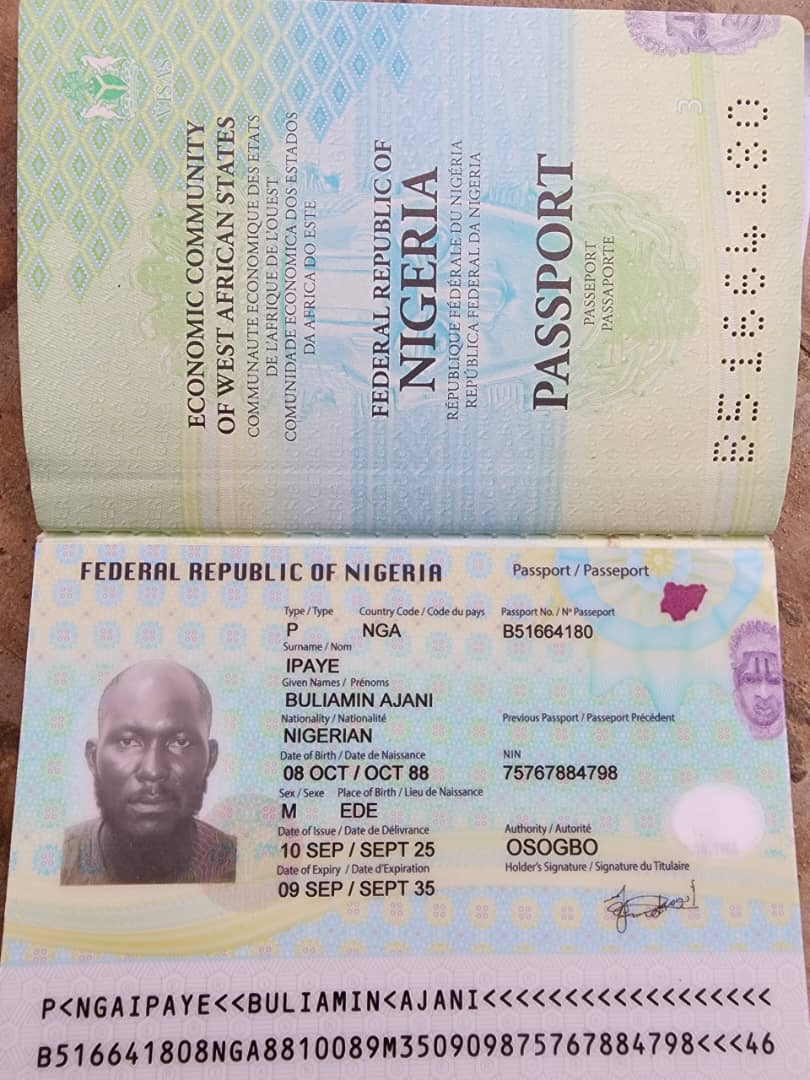 VISAS
ECONOMIC COMMUNITY
OF WEST AFRICAN STATES
COMMUNAUTE ECONOMIQUE DES ETATS
DE L'AFRIQUE DE L'OUEST
COMUNIDADE ECONOMICA DOS ESTADOS
DA AFRICA DO ESTE
FEDERAL REPUBLIC OF
NIGERIA
RÉPUBLIQUE FÉDÉRALE DU NIGÉRIA
REPÚBLICA FEDERAL DA NIGERIA
PASSPORT
PASSEPORT
PASSAPORTE
3
B51664180
FEDERAL REPUBLIC OF NIGERIA
Passport / Passeport
Type / Type Country Code / Code du pays Passport No. / N° Passeport
P NGA B51664180
Surname / Nom
IPAYE
Given Names / Prénoms
BULIAMIN AJANI
Nationality / Nationalité Previous Passport / Passeport Précédent
NIGERIAN
Date of Birth / Date de Naissance NIN
08 OCT / OCT 88 75767884798
Sex / Sexe Place of Birth / Lieu de Naissance
M EDE
Date of Issue / Date de Délivrance Authority / Autorité
10 SEP / SEPT 25 OSOGBO
Date of Expiry / Date d'Expiration Holder's Signature / Signature du Titulaire
09 SEP / SEPT 35
P<NGAIPAYE<<BULIAMIN<AJANI<<<<<<<<<<<<<<<<<<
B516641808NGA8810089M350909875767884798<<<46